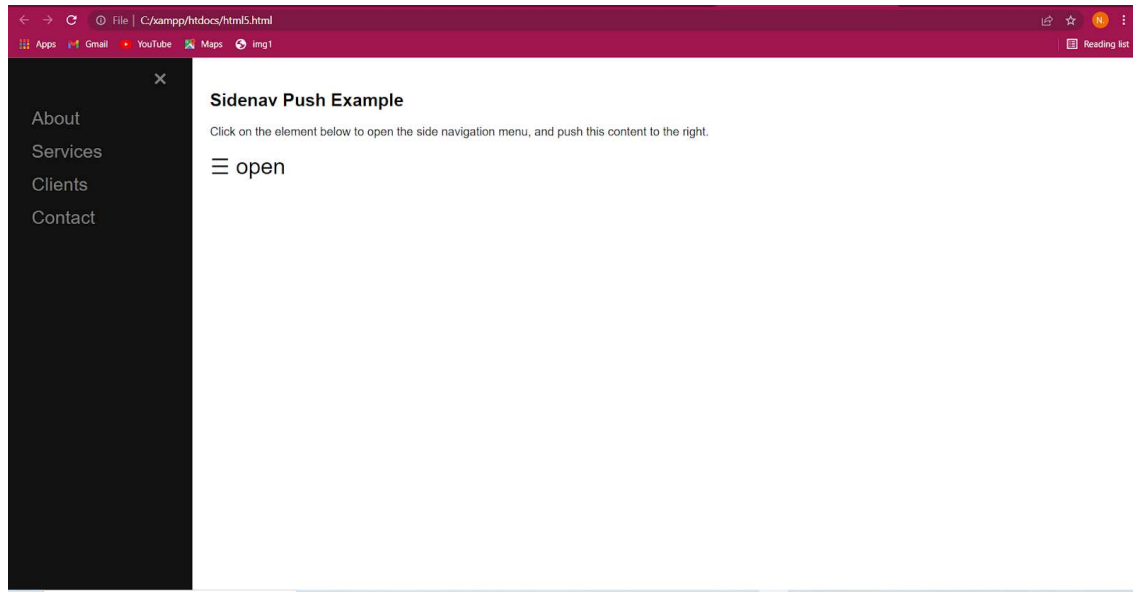 File | C:/xampp/htdocs/html5.html
N.
Apps Gmail YouTube Maps img1
Reading list
×
About
Services
Clients
Contact
Sidenav Push Example
Click on the element below to open the side navigation menu, and push this content to the right.
☰ open